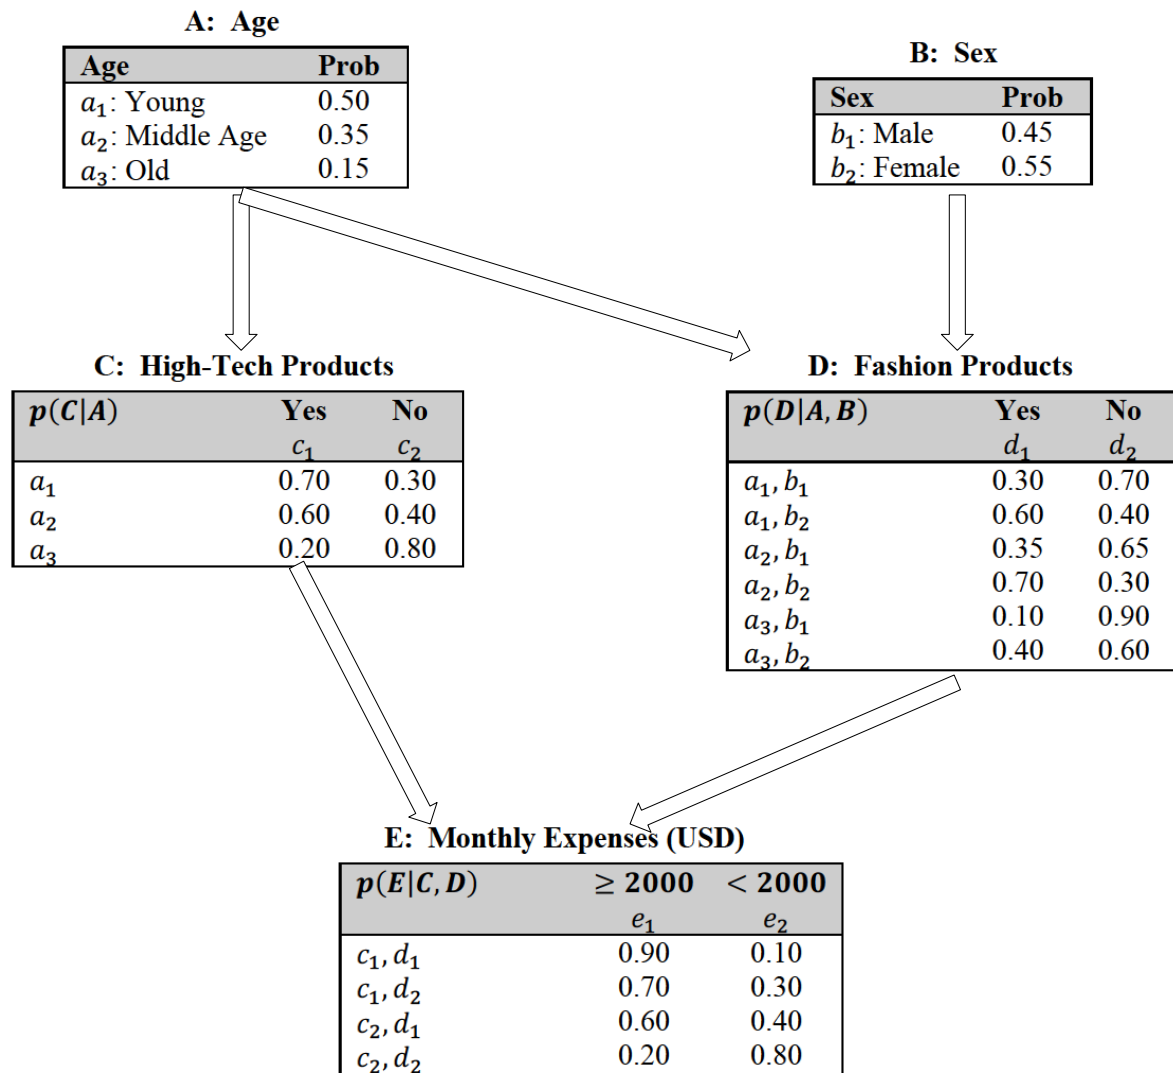 A: Age
Age Prob
a₁: Young 0.50
a₂: Middle Age 0.35
a₃: Old 0.15
B: Sex
Sex Prob
b₁: Male 0.45
b₂: Female 0.55
C: High-Tech Products
p(C|A) Yes No
c₁ c₂
a₁ 0.70 0.30
a₂ 0.60 0.40
a₃ 0.20 0.80
D: Fashion Products
p(D|A, B) Yes No
d₁ d₂
a₁, b₁ 0.30 0.70
a₁, b₂ 0.60 0.40
a₂, b₁ 0.35 0.65
a₂, b₂ 0.70 0.30
a₃, b₁ 0.10 0.90
a₃, b₂ 0.40 0.60
E: Monthly Expenses (USD)
p(E|C, D) ≥ 2000 < 2000
e₁ e₂
c₁, d₁ 0.90 0.10
c₁, d₂ 0.70 0.30
c₂, d₁ 0.60 0.40
c₂, d₂ 0.20 0.80